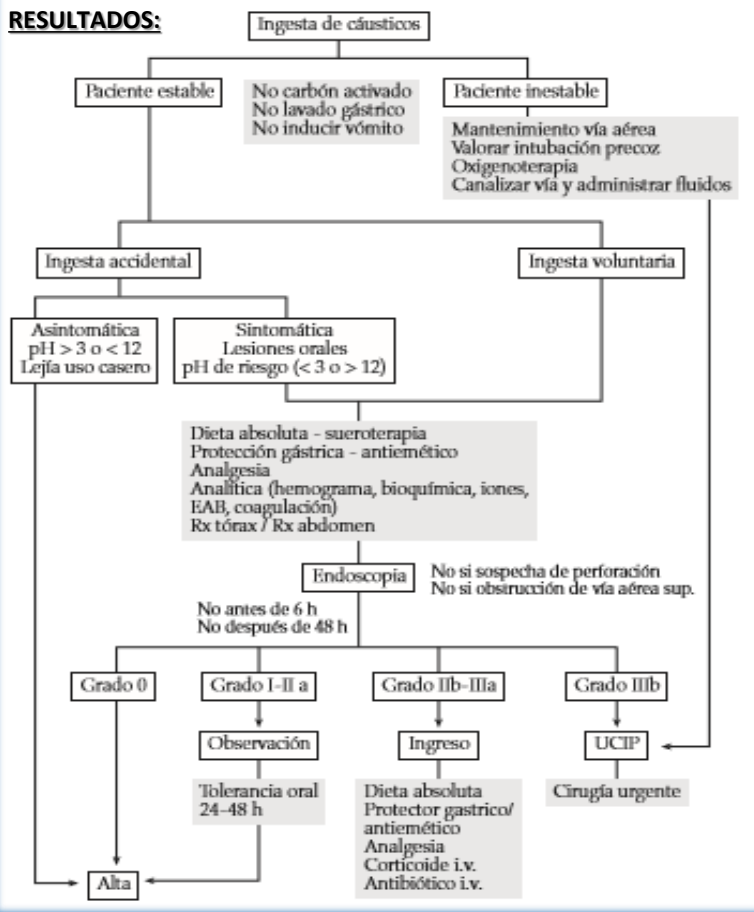 RESULTADOS:
Ingesta de cáusticos
Paciente estable
No carbón activado
No lavado gástrico
No inducir vómito
Paciente inestable
Mantenimiento vía aérea
Valorar intubación precoz
Oxigenoterapia
Canalizar vía y administrar fluidos
Ingesta accidental
Ingesta voluntaria
Asintomática
pH > 3 o < 12
Lejía uso casero
Sintomática
Lesiones orales
pH de riesgo (< 3 o > 12)
Dieta absoluta - sueroterapia
Protección gástrica - antiemético
Analgesia
Analítica (hemograma, bioquímica, iones,
EAB, coagulación)
Rx tórax / Rx abdomen
Endoscopia
No si sospecha de perforación
No si obstrucción de vía aérea sup.
No antes de 6 h
No después de 48 h
Grado 0
Grado I-II a
Grado IIb-IIIa
Grado IIIb
Observación
Ingreso
UCIP
Tolerancia oral
24-48 h
Dieta absoluta
Protector gastrico/
antiemético
Analgesia
Corticoide i.v.
Antibiótico i.v.
Cirugía urgente
Alta